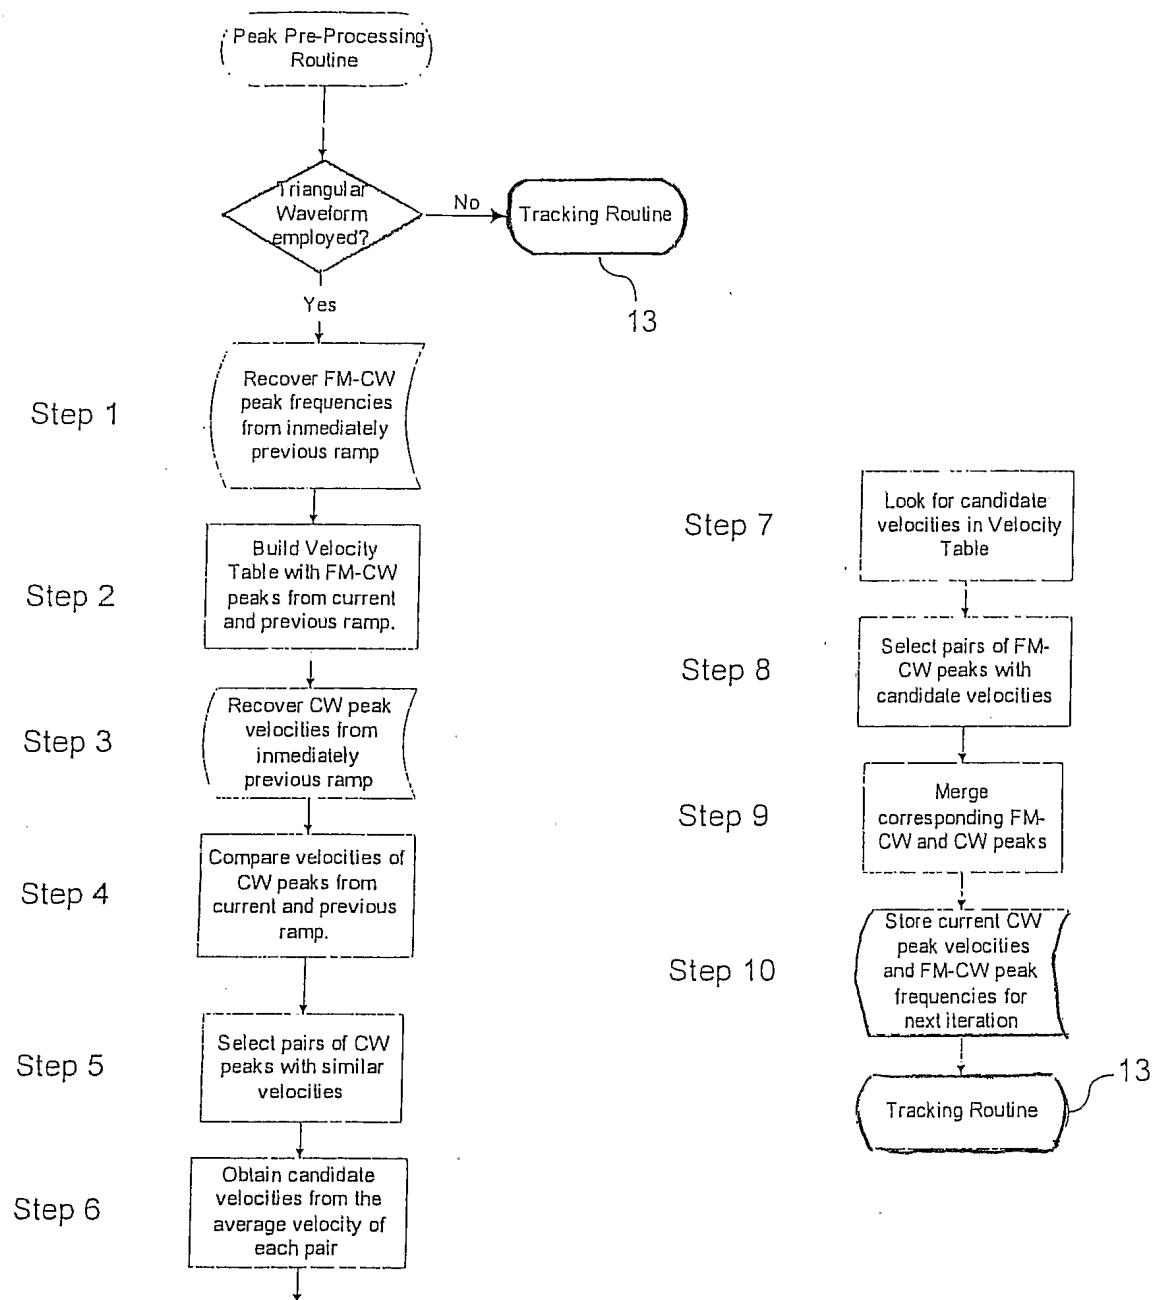 Peak Pre-Processing
Routine
Triangular
Waveform
employed?
No
Tracking Routine
13
Yes
Step 1
Recover FM-CW
peak frequencies
from inmediately
previous ramp
Step 2
Build Velocity
Table with FM-CW
peaks from current
and previous ramp.
Step 3
Recover CW peak
velocities from
inmediately
previous ramp
Step 4
Compare velocities of
CW peaks from
current and previous
ramp.
Step 5
Select pairs of CW
peaks with similar
velocities
Step 6
Obtain candidate
velocities from the
average velocity of
each pair
Step 7
Look for candidate
velocities in Velocity
Table
Step 8
Select pairs of FM-
CW peaks with
candidate velocities
Step 9
Merge
corresponding FM-
CW and CW peaks
Step 10
Store current CW
peak velocities
and FM-CW peak
frequencies for
next iteration
Tracking Routine
13